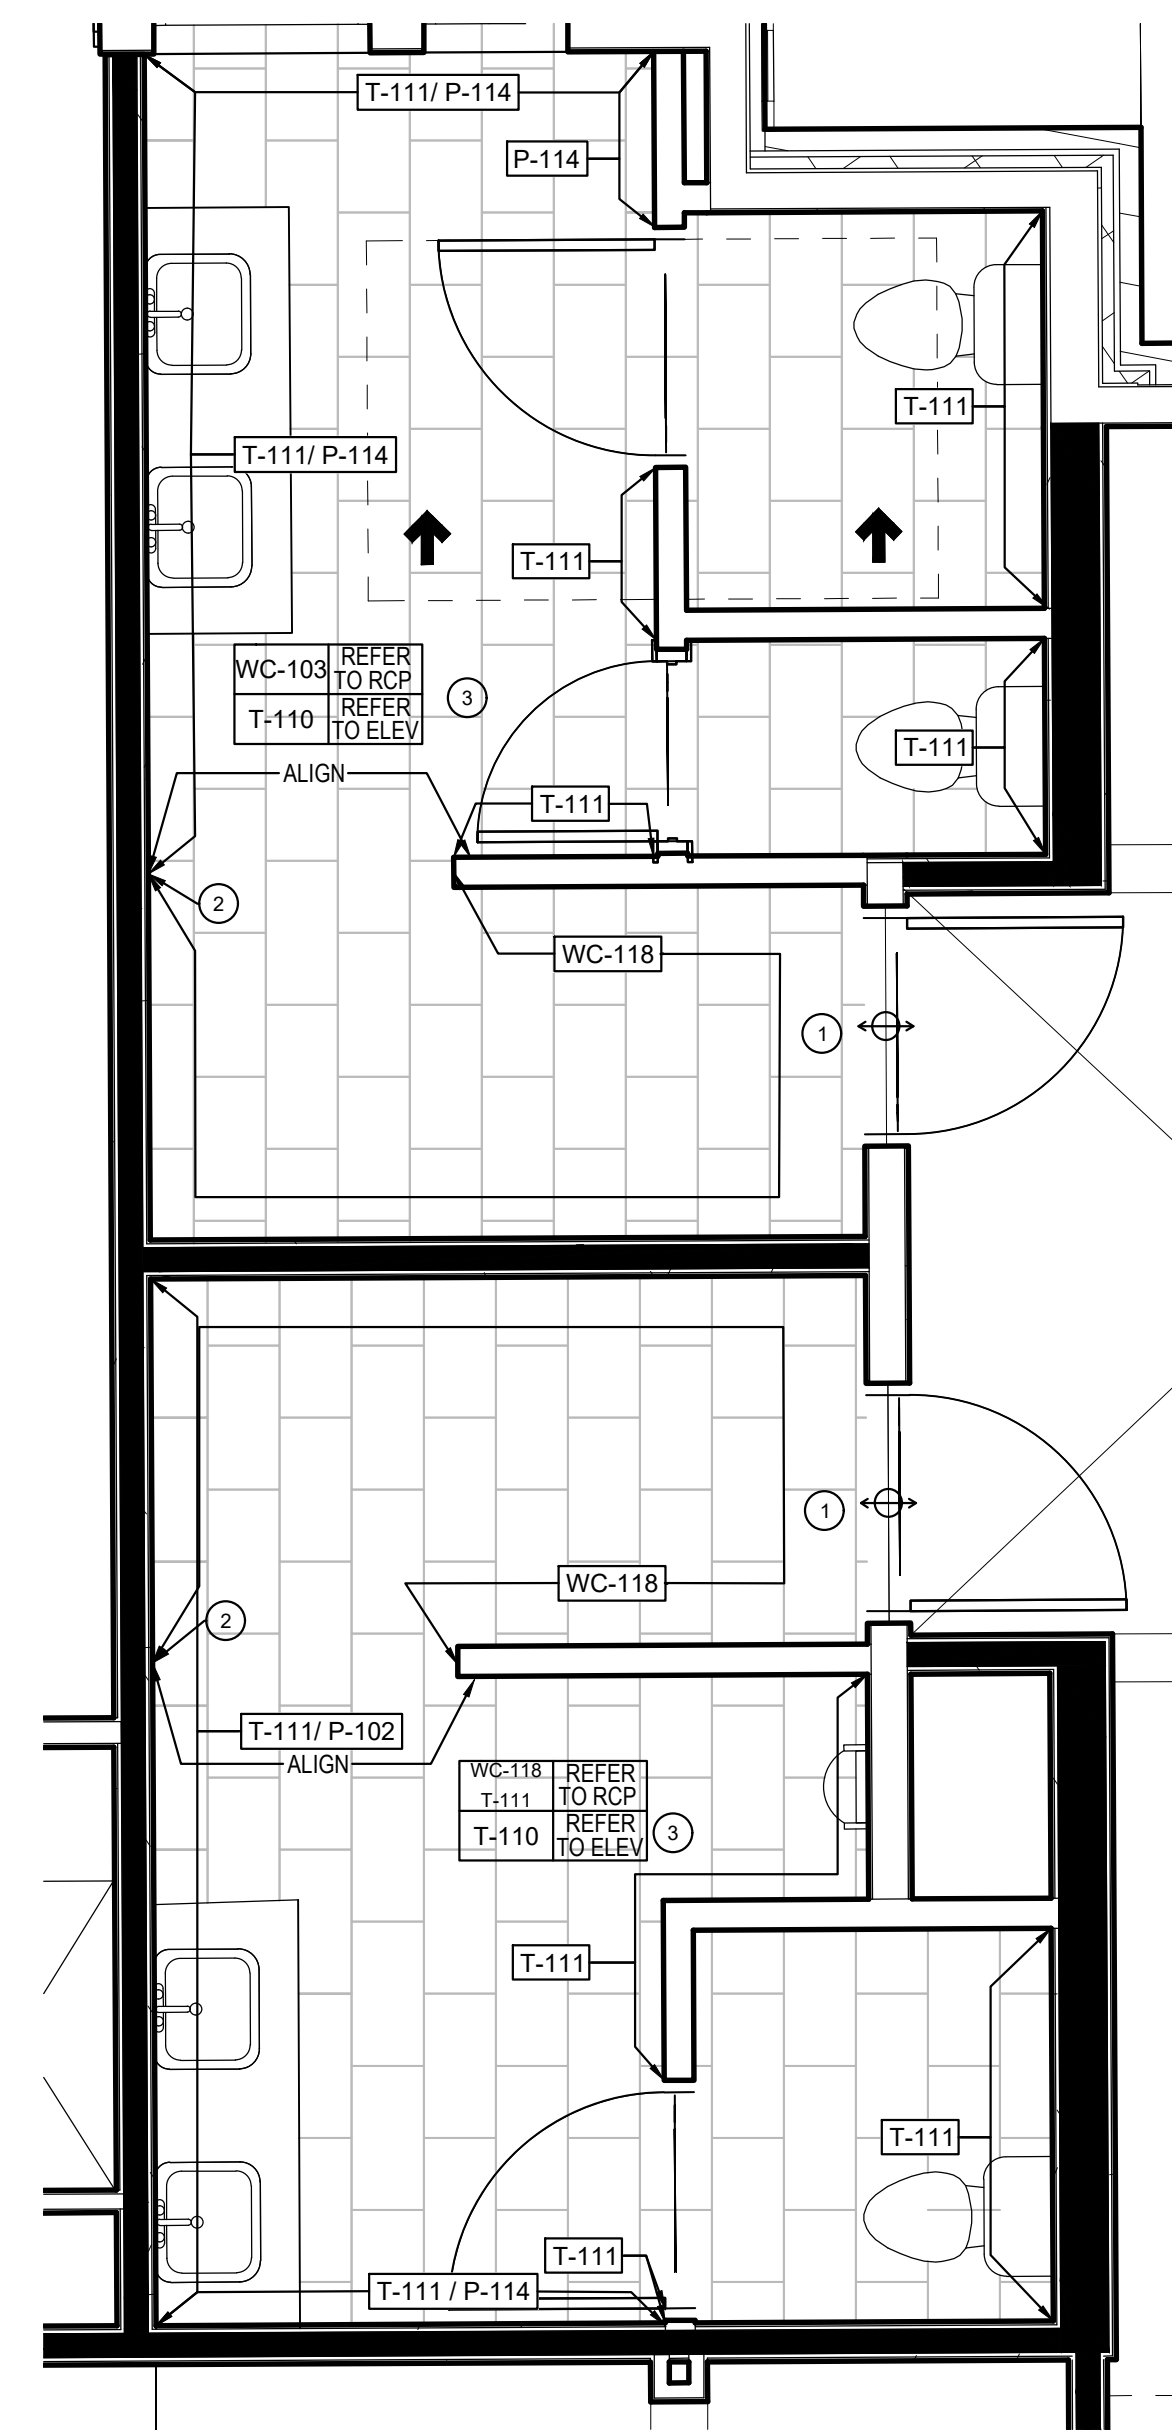 T-111/ P-114
P-114
T-111
T-111/ P-114
T-111
WC-103 REFER
TO RCP
T-110 REFER
TO ELEV
3
T-111
ALIGN
T-111
2
WC-118
1
1
WC-118
2
T-111/ P-102
ALIGN
WC-118
T-111
REFER
TO RCP
T-110 REFER
TO ELEV
3
T-111
T-111
T-111
T-111 / P-114